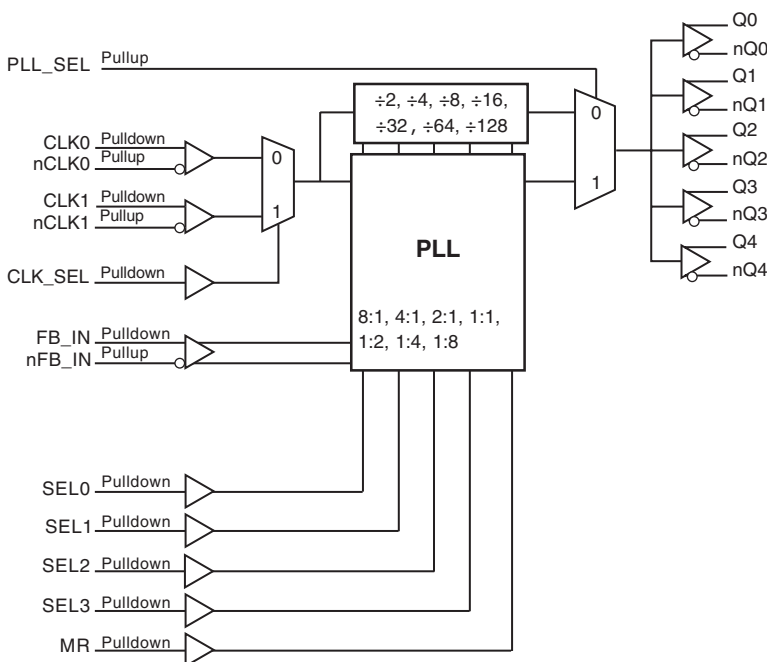 PLL_SEL Pullup
÷2, ÷4, ÷8, ÷16,
÷32, ÷64, ÷128
0
1
CLK0 Pulldown
nCLK0 Pullup
CLK1 Pulldown
nCLK1 Pullup
0
1
CLK_SEL Pulldown
PLL
8:1, 4:1, 2:1, 1:1,
1:2, 1:4, 1:8
FB_IN Pulldown
nFB_IN Pullup
SEL0 Pulldown
SEL1 Pulldown
SEL2 Pulldown
SEL3 Pulldown
MR Pulldown
Q0
nQ0
Q1
nQ1
Q2
nQ2
Q3
nQ3
Q4
nQ4